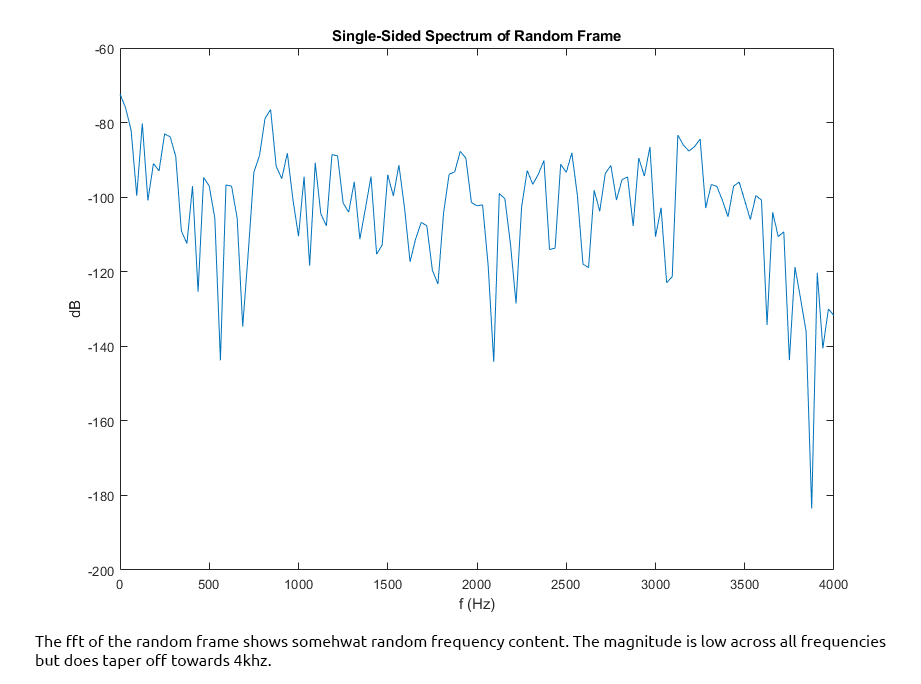 Single-Sided Spectrum of Random Frame
-60
-80
-100
-120
-140
-160
-180
-200
dB
0 500 1000 1500 2000 2500 3000 3500 4000
f (Hz)
The fft of the random frame shows somehwat random frequency content. The magnitude is low across all frequencies
but does taper off towards 4khz.